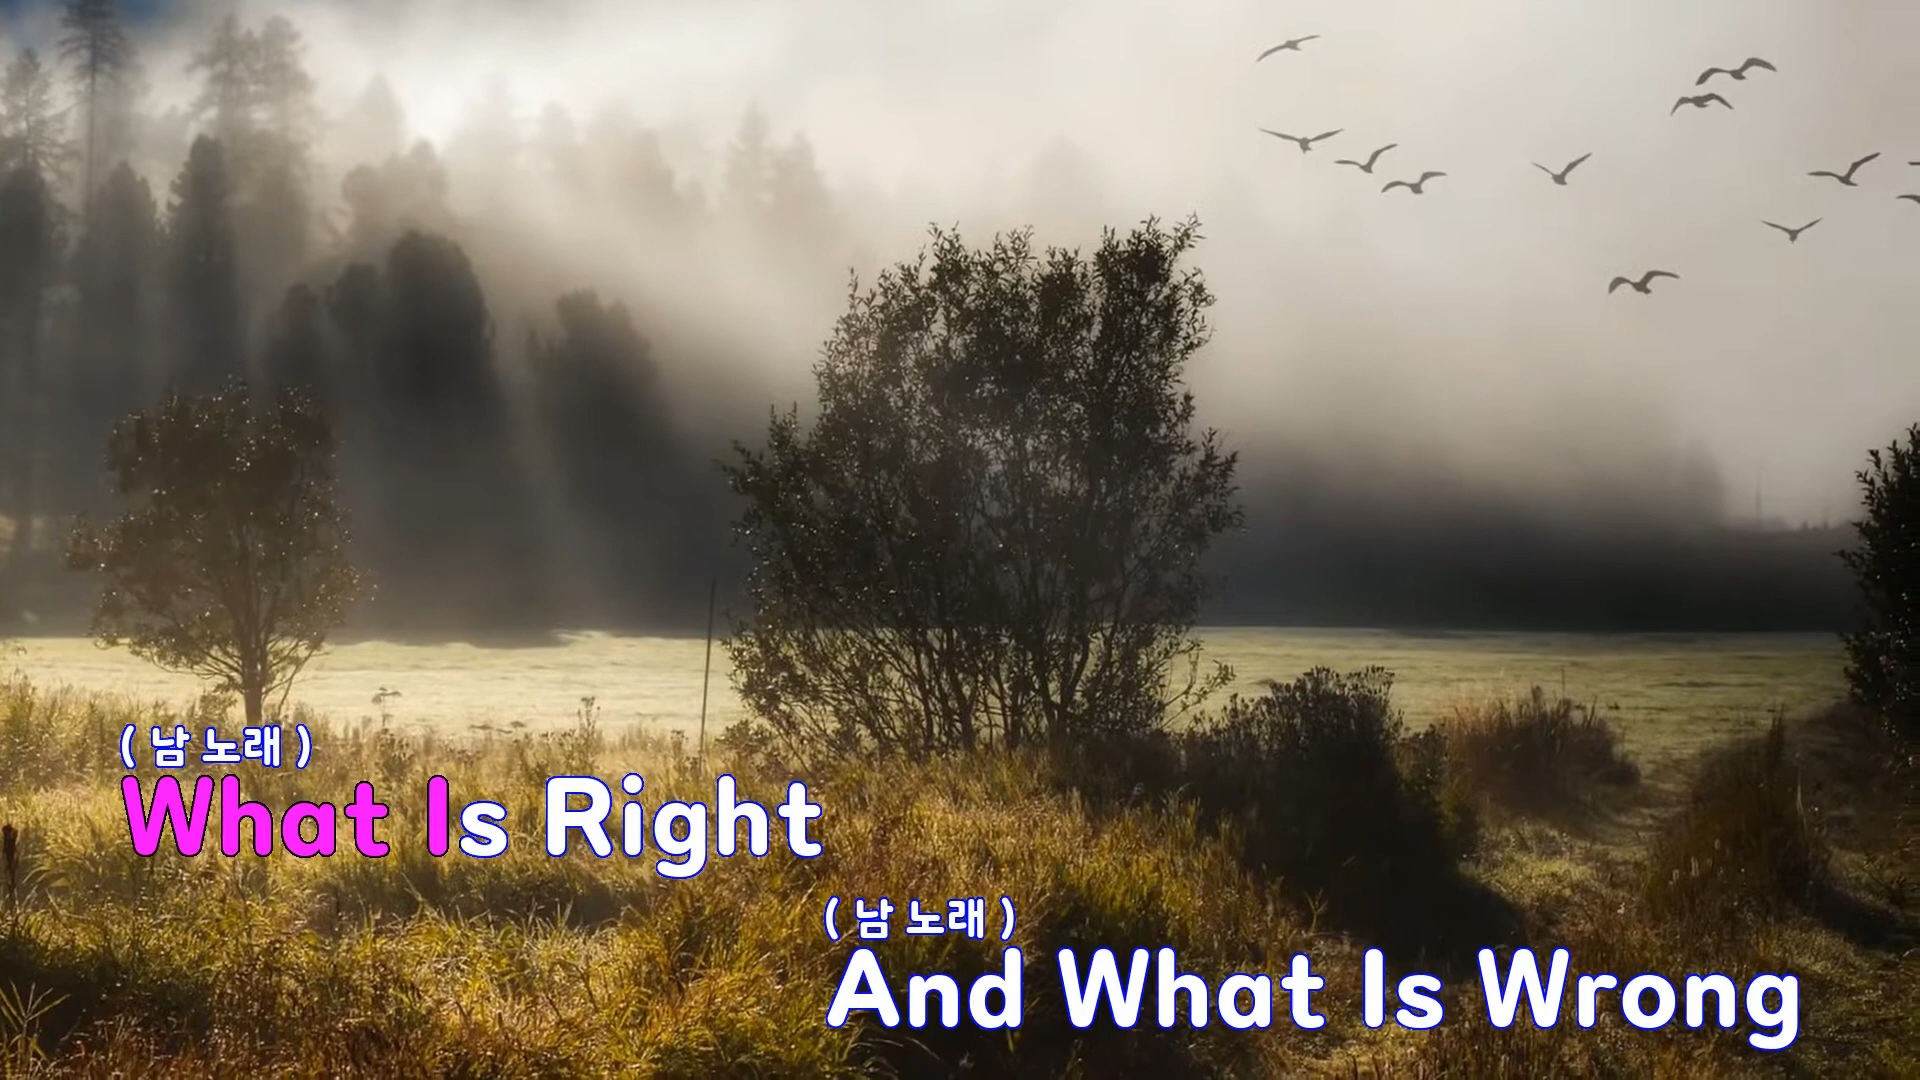 ( 남 노래 )
What Is Right
( 남 노래 )
And What Is Wrong